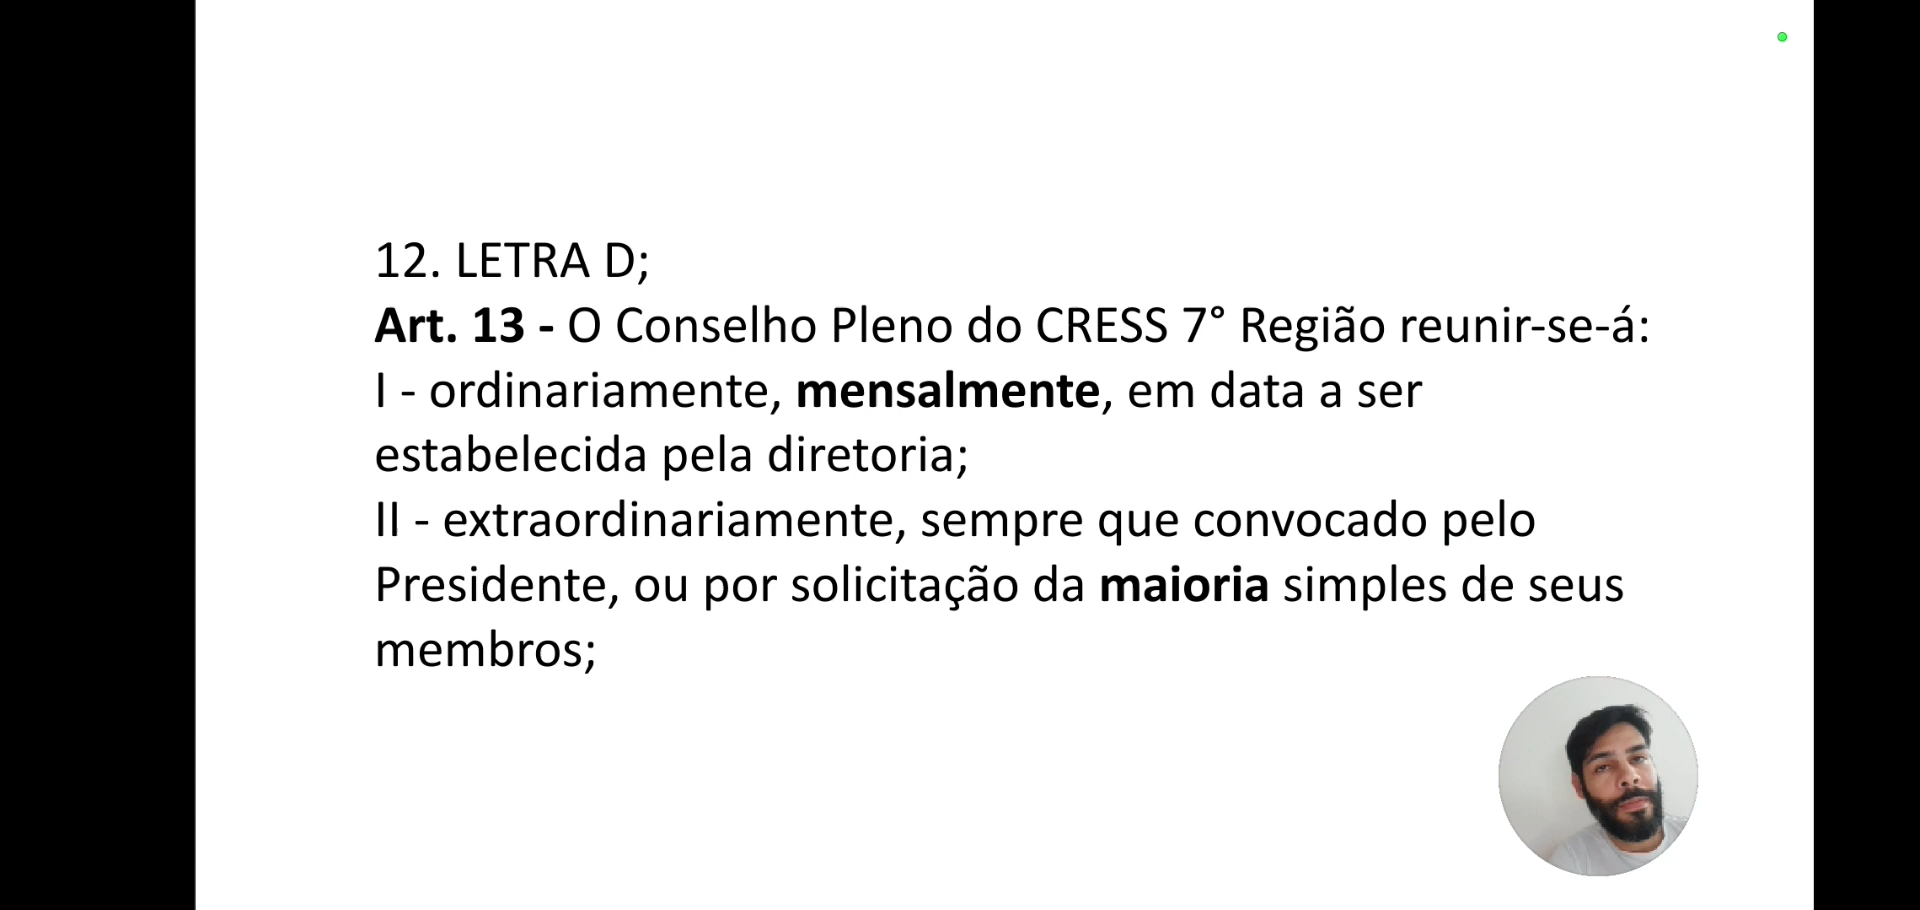 12. LETRA D;
Art. 13 - O Conselho Pleno do CRESS 7° Região reunir-se-á:
I - ordinariamente, mensalmente, em data a ser
estabelecida pela diretoria;
II - extraordinariamente, sempre que convocado pelo
Presidente, ou por solicitação da maioria simples de seus
membros;